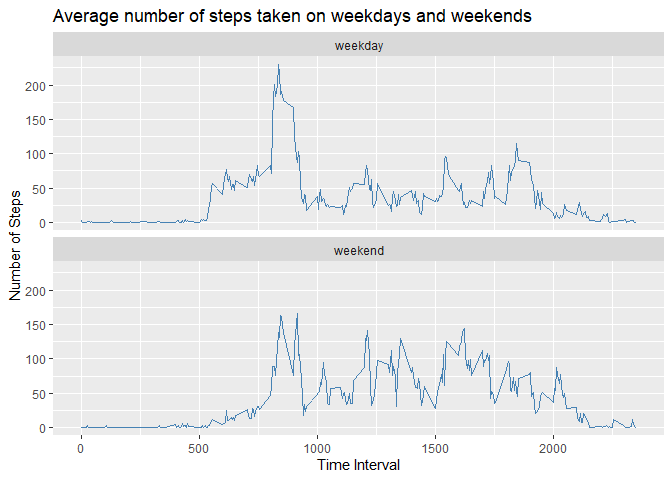 Average number of steps taken on weekdays and weekends
weekday
200
150
100
50
0
Number of Steps
weekend
200
150
100
50
0
0 500 1000 1500 2000
Time Interval